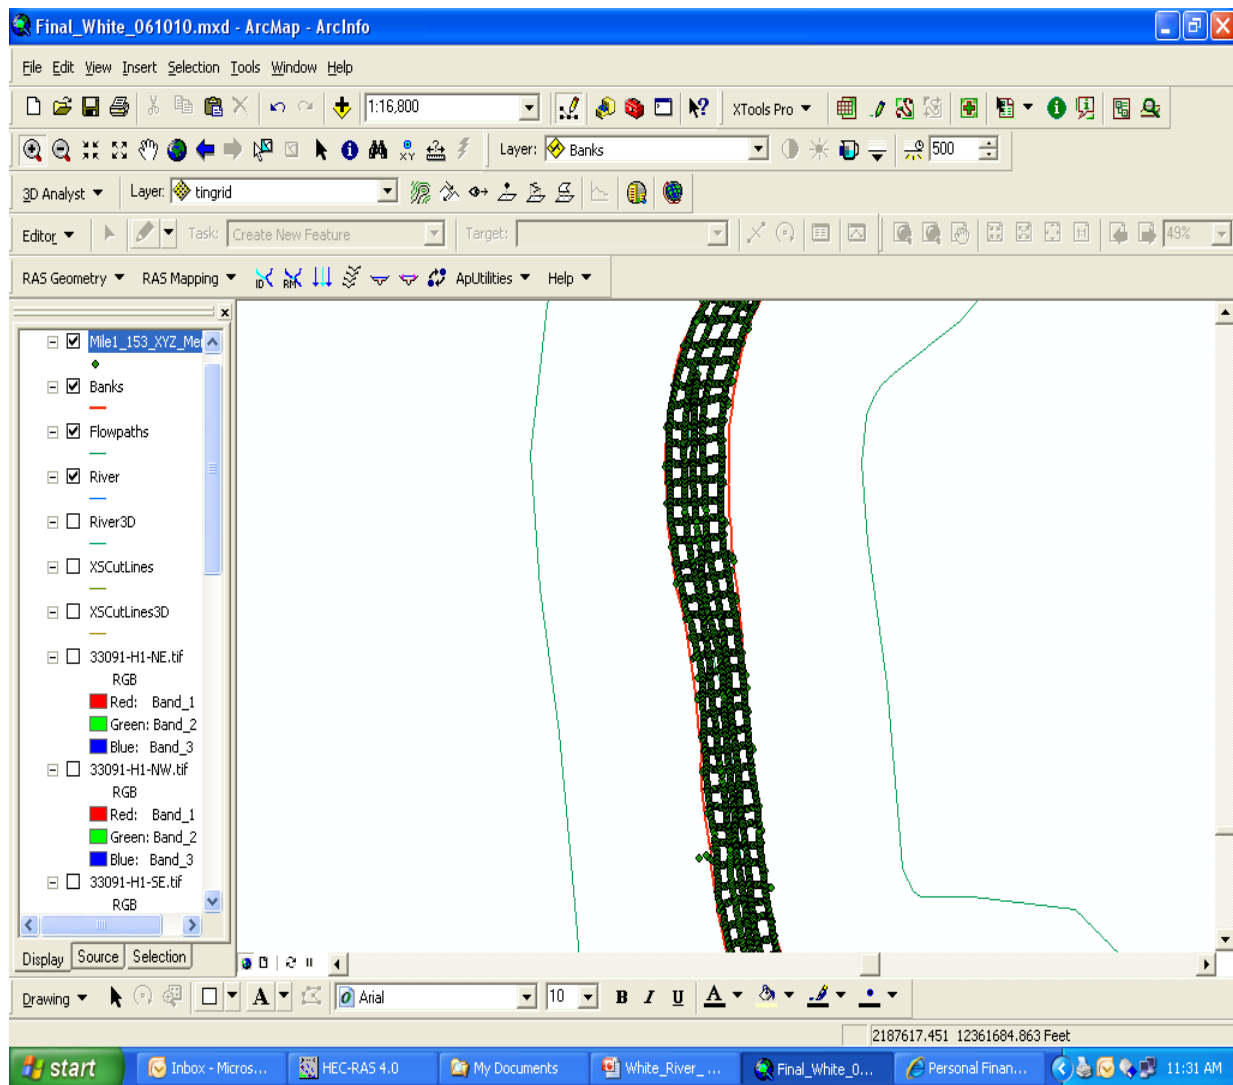 Final_White_061010.mxd - ArcMap - ArcInfo
File Edit View Insert Selection Tools Window Help
1:16,800 XTools Pro
Layer: Banks 500
3D Analyst Layer: tingrid
Editor Task: Create New Feature Target: 1:1 49%
RAS Geometry RAS Mapping ID RM ApUtilities Help
Mile1_153_XYZ_Me
Banks
Flowpaths
River
River3D
XSCutLines
XSCutLines3D
33091-H1-NE.tif
RGB
Red: Band_1
Green: Band_2
Blue: Band_3
33091-H1-NW.tif
RGB
Red: Band_1
Green: Band_2
Blue: Band_3
33091-H1-SE.tif
RGB
Display Source Selection
Drawing A Arial 10 B I U A
2187617.451 12361684.863 Feet
start Inbox - Micros... HEC-RAS 4.0 My Documents White_River_ ... Final_White_0... Personal Finan... 11:31 AM